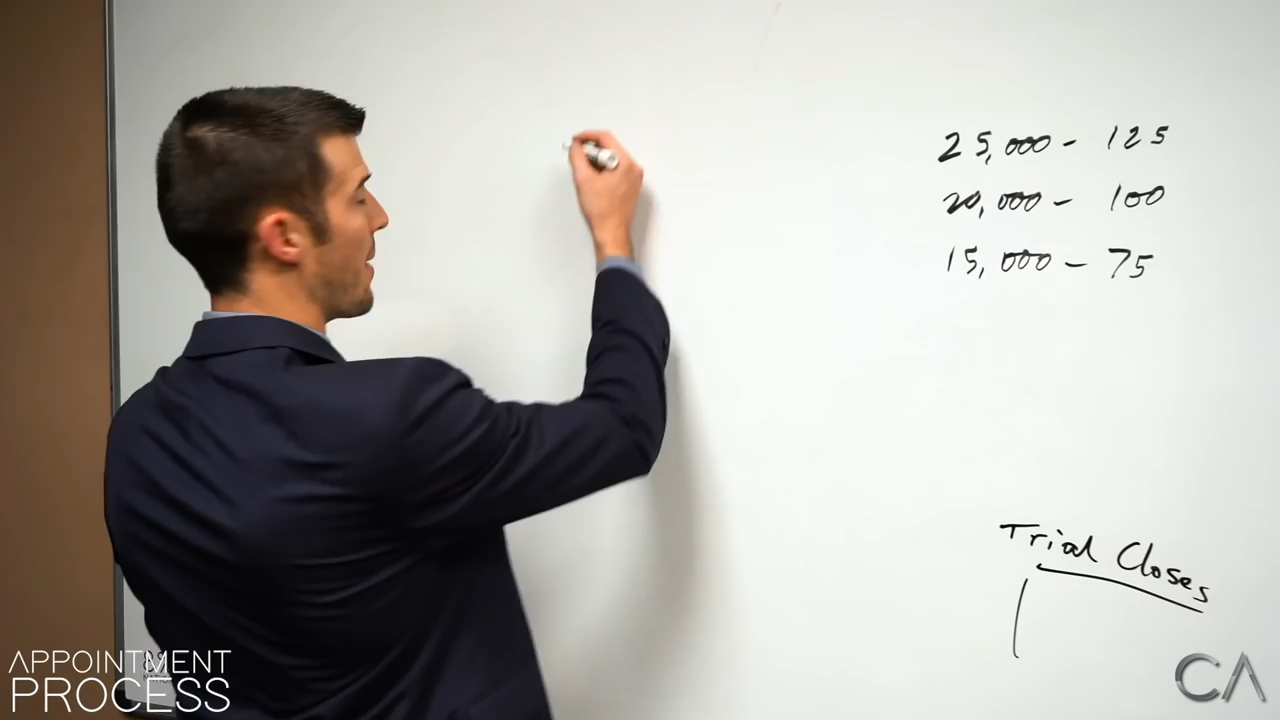 25,000 - 125
20,000 - 100
15,000 - 75
Trial Closes
APPOINTMENT
PROCESS
CA